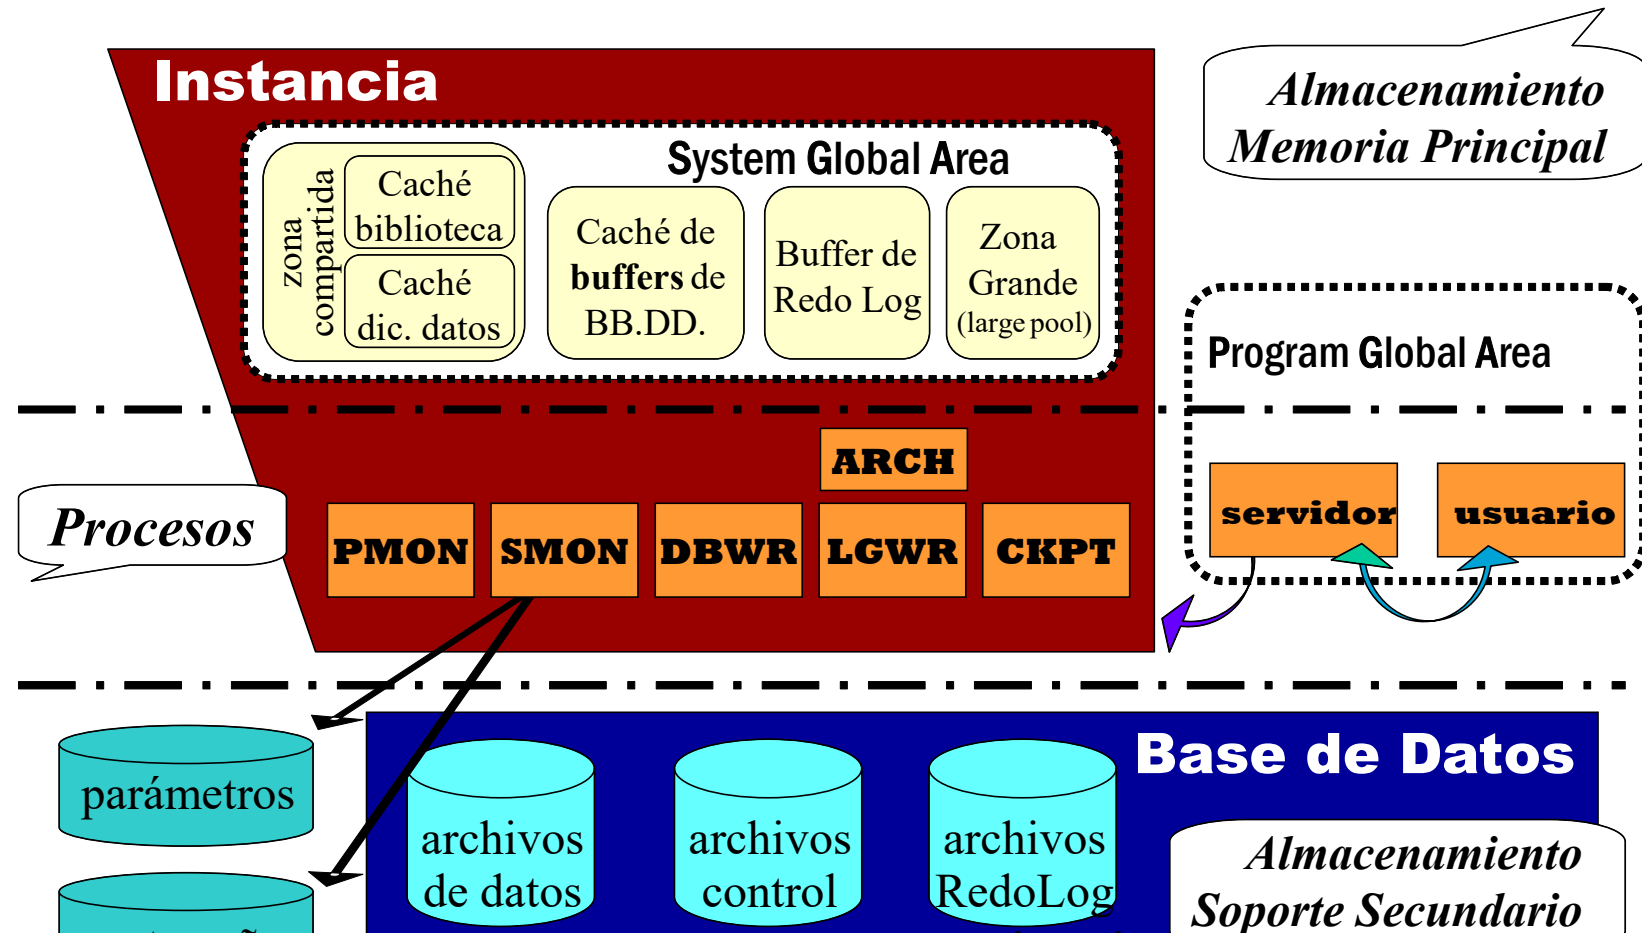 Instancia
Almacenamiento
Memoria Principal
System Global Area
zona
compartida
Caché
biblioteca
Caché
dic. datos
Caché de
buffers de
BB.DD.
Buffer de
Redo Log
Zona
Grande
(large pool)
Program Global Area
Procesos
ARCH
PMON
SMON
DBWR
LGWR
CKPT
servidor
usuario
Base de Datos
parámetros
archivos
de datos
archivos
control
archivos
RedoLog
Almacenamiento
Soporte Secundario